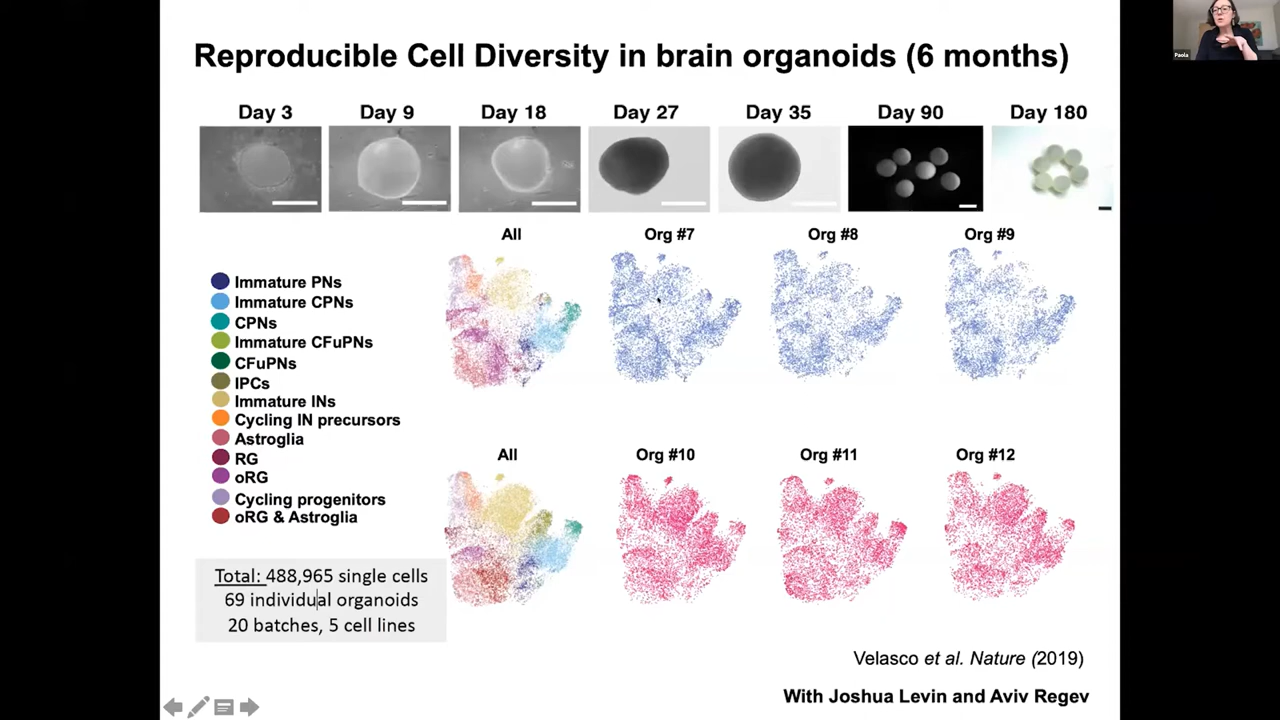 Reproducible Cell Diversity in brain organoids (6 months)
Paola
Day 3
Day 9
Day 18
Day 27
Day 35
Day 90
Day 180
All
Org #7
Org #8
Org #9
Immature PNs
Immature CPNs
CPNs
Immature CFuPNs
CFuPNs
IPCs
Immature INs
Cycling IN precursors
Astroglia
RG
oRG
Cycling progenitors
oRG & Astroglia
All
Org #10
Org #11
Org #12
Total: 488,965 single cells
69 individual organoids
20 batches, 5 cell lines
Velasco et al. Nature (2019)
With Joshua Levin and Aviv Regev